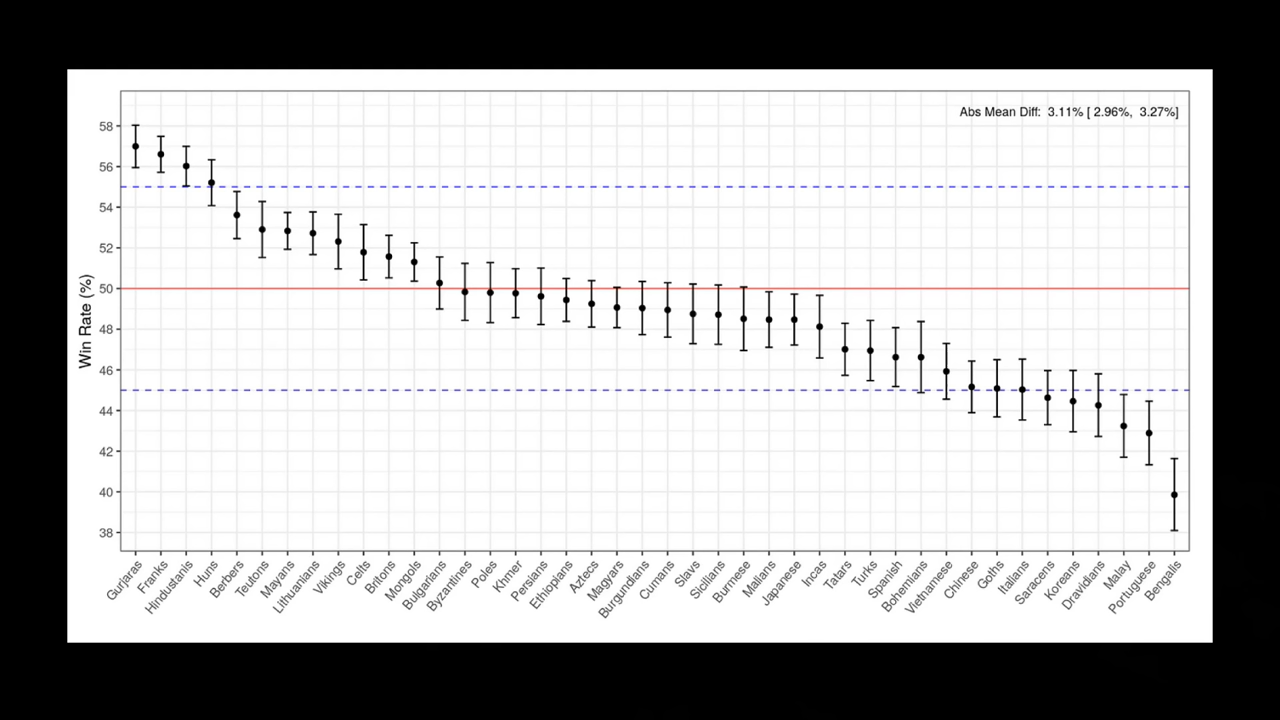 Abs Mean Diff: 3.11% [ 2.96%, 3.27%]
Win Rate (%)
58
56
54
52
50
48
46
44
42
40
38
Gurjaras
Franks
Hindustanis
Huns
Berbers
Teutons
Mayans
Lithuanians
Vikings
Celts
Britons
Mongols
Bulgarians
Byzantines
Poles
Khmer
Persians
Ethiopians
Aztecs
Magyars
Burgundians
Cumans
Slavs
Sicilians
Burmese
Malians
Japanese
Incas
Tatars
Turks
Spanish
Bohemians
Vietnamese
Chinese
Goths
Italians
Saracens
Koreans
Dravidians
Malay
Portuguese
Bengalis